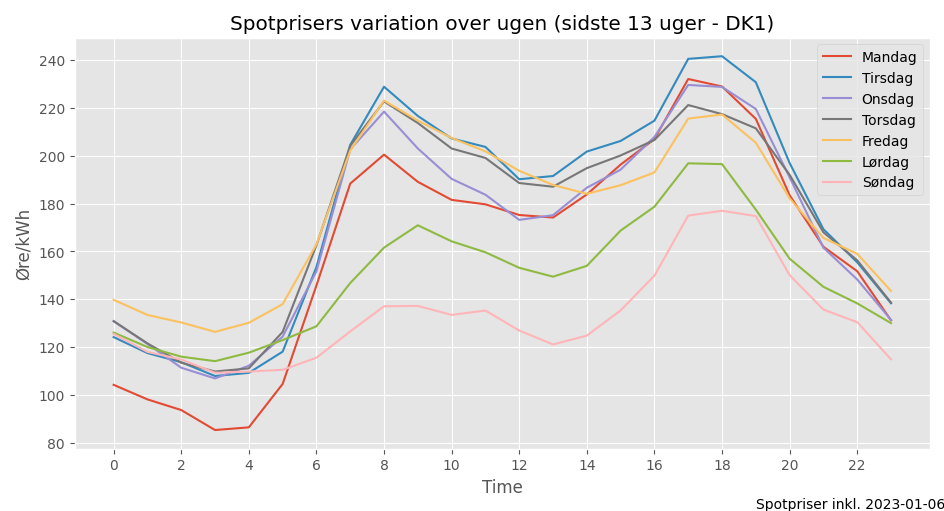 Spotprisers variation over ugen (sidste 13 uger - DK1)
Mandag
Tirsdag
Onsdag
Torsdag
Fredag
Lørdag
Søndag
Øre/kWh
240
220
200
180
160
140
120
100
80
0 2 4 6 8 10 12 14 16 18 20 22
Time
Spotpriser inkl. 2023-01-06